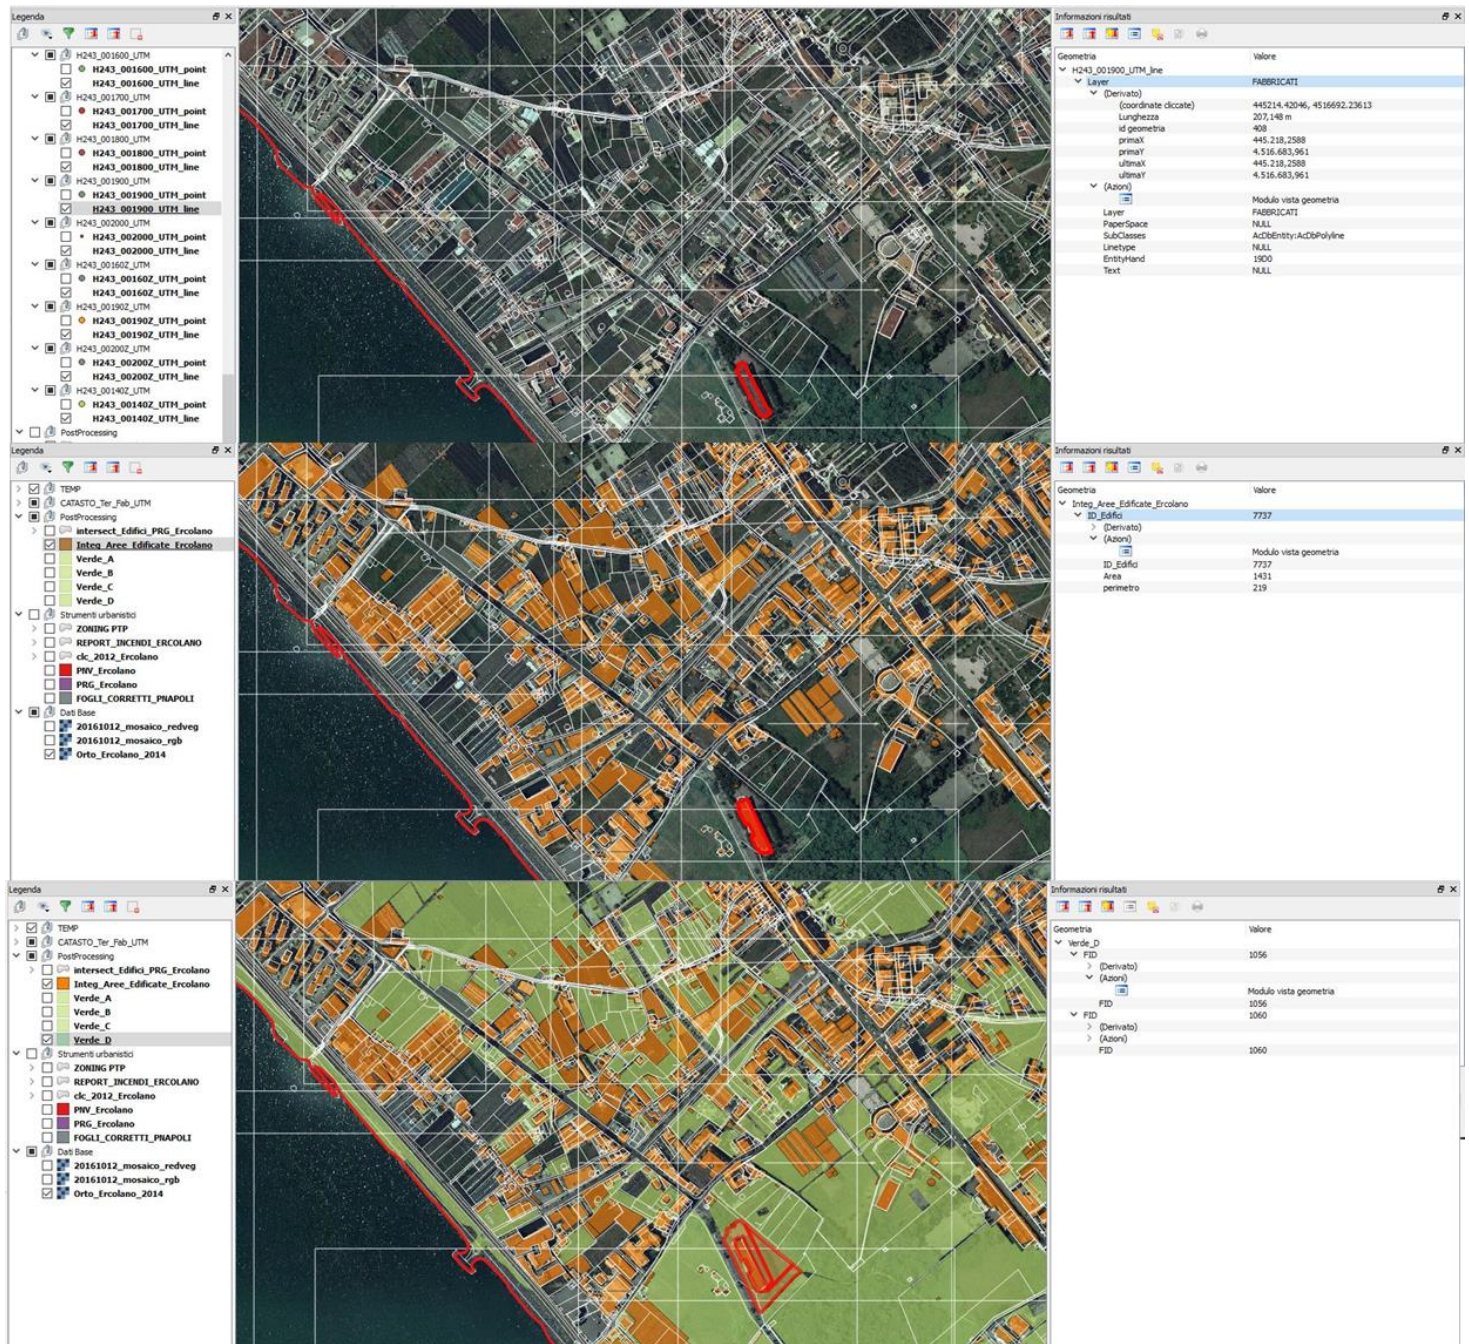 Legenda
H243_001600_UTM
H243_001600_UTM_point
H243_001600_UTM_line
H243_001700_UTM
H243_001700_UTM_point
H243_001700_UTM_line
H243_001800_UTM
H243_001800_UTM_point
H243_001800_UTM_line
H243_001900_UTM
H243_001900_UTM_point
H243_001900_UTM_line
H243_002000_UTM
H243_002000_UTM_point
H243_002000_UTM_line
H243_00160Z_UTM
H243_00160Z_UTM_point
H243_00160Z_UTM_line
H243_00190Z_UTM
H243_00190Z_UTM_point
H243_00190Z_UTM_line
H243_00200Z_UTM
H243_00200Z_UTM_point
H243_00200Z_UTM_line
H243_00140Z_UTM
H243_00140Z_UTM_point
H243_00140Z_UTM_line
PostProcessing
Informazioni risultati
Geometria Valore
H243_001900_UTM_line
Layer FABBRICATI
(Derivato)
(coordinate cliccate) 445214.42046, 4516692.23613
Lunghezza 207,148 m
id geometria 408
primaX 445.218,2588
primaY 4.516.683,961
ultimaX 445.218,2588
ultimaY 4.516.683,961
(Azioni)
Modulo vista geometria
Layer FABBRICATI
PaperSpace NULL
SubClasses AcDbEntity:AcDbPolyline
Linetype NULL
EntityHand 19D0
Text NULL
Legenda
TEMP
CATASTO_Ter_Fab_UTM
PostProcessing
intersect_Edifici_PRG_Ercolano
Integ_Aree_Edificate_Ercolano
Verde_A
Verde_B
Verde_C
Verde_D
Strumenti urbanistici
ZONING PTP
REPORT_INCENDI_ERCOLANO
clc_2012_Ercolano
PNV_Ercolano
PRG_Ercolano
FOGLI_CORRETTI_PNAPOLI
Dati Base
20161012_mosaico_redveg
20161012_mosaico_rgb
Orto_Ercolano_2014
Informazioni risultati
Geometria Valore
Integ_Aree_Edificate_Ercolano
ID_Edifici 7737
(Derivato)
(Azioni)
Modulo vista geometria
ID_Edifici 7737
Area 1431
perimetro 219
Legenda
TEMP
CATASTO_Ter_Fab_UTM
PostProcessing
intersect_Edifici_PRG_Ercolano
Integ_Aree_Edificate_Ercolano
Verde_A
Verde_B
Verde_C
Verde_D
Strumenti urbanistici
ZONING PTP
REPORT_INCENDI_ERCOLANO
clc_2012_Ercolano
PNV_Ercolano
PRG_Ercolano
FOGLI_CORRETTI_PNAPOLI
Dati Base
20161012_mosaico_redveg
20161012_mosaico_rgb
Orto_Ercolano_2014
Informazioni risultati
Geometria Valore
Verde_D
FID 1056
(Derivato)
(Azioni)
Modulo vista geometria
FID 1056
FID 1060
(Derivato)
(Azioni)
FID 1060